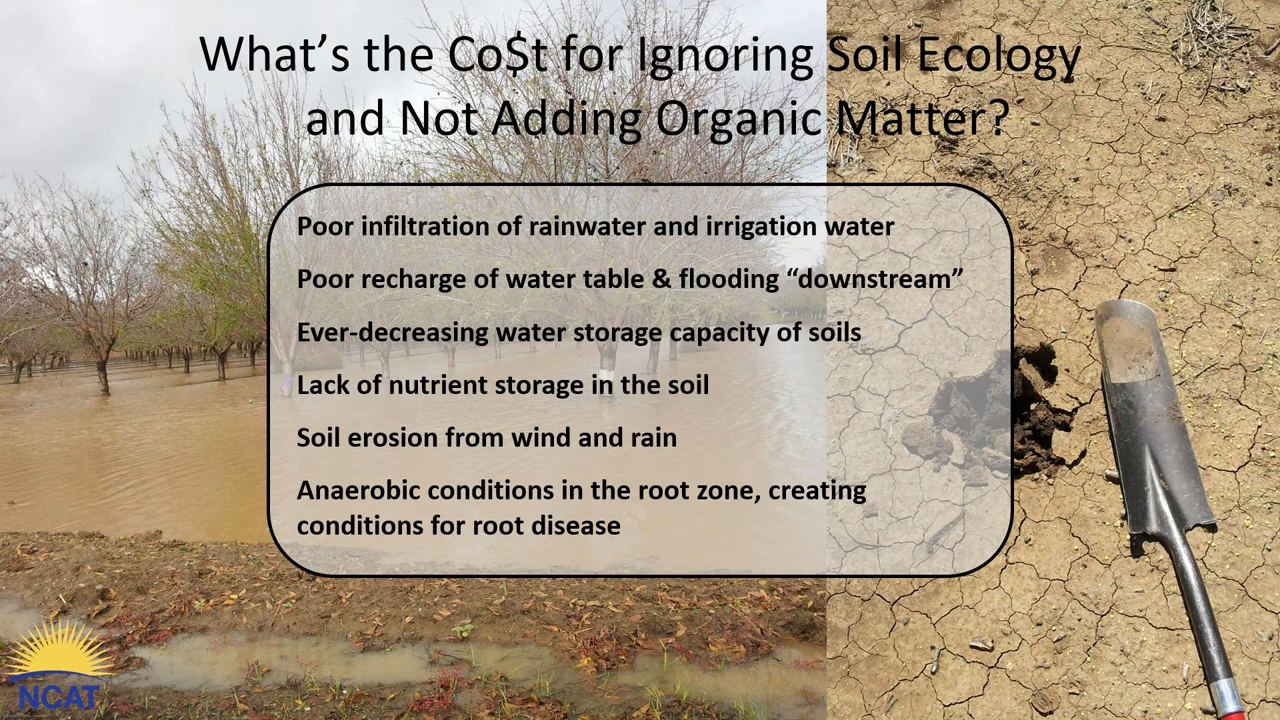 What’s the Co$t for Ignoring Soil Ecology
and Not Adding Organic Matter?
Poor infiltration of rainwater and irrigation water
Poor recharge of water table & flooding “downstream”
Ever-decreasing water storage capacity of soils
Lack of nutrient storage in the soil
Soil erosion from wind and rain
Anaerobic conditions in the root zone, creating
conditions for root disease
NCAT